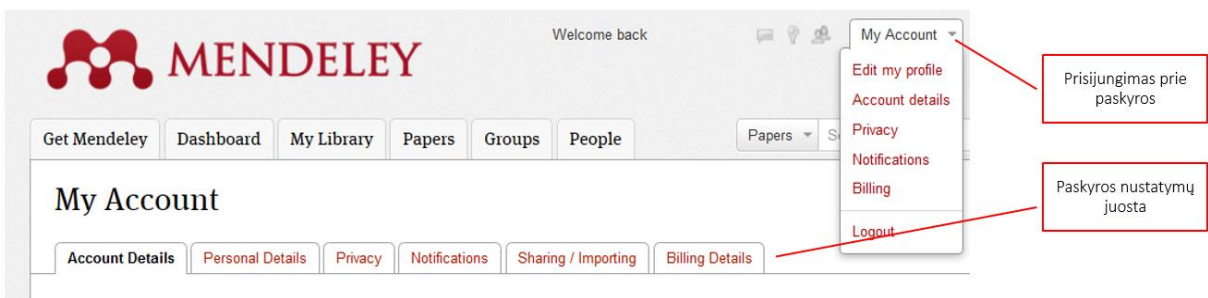 MENDELEY
Welcome back
My Account
Edit my profile
Account details
Privacy
Notifications
Billing
Logout
Prisijungimas prie
paskyros
Get Mendeley Dashboard My Library Papers Groups People
Papers
My Account
Paskyros nustatymų
juosta
Account Details Personal Details Privacy Notifications Sharing / Importing Billing Details